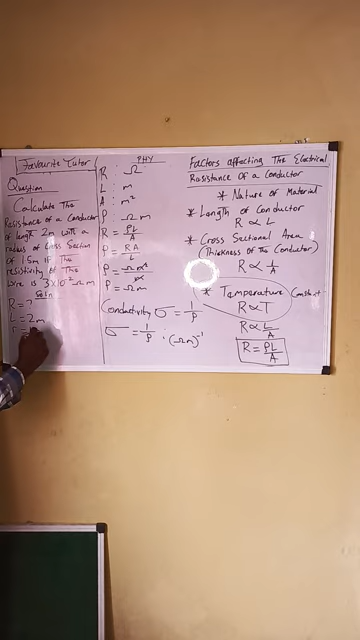 Favourite Tutor
Question
Calculate The
Resistance of a Conductor
of length 2m with a
radius of Cross Section
of 1.5m if The
resistivity of The
wire is 3×10⁻² Ωm
Soln
R = ?
L = 2m
r =
PHY
R : Ω
L : m
A : m²
ρ : Ωm
R = ρL/A
ρ = RA/L
ρ = Ωm²/m
ρ = Ωm
Conductivity σ = 1/ρ
σ = 1/ρ : (Ωm)⁻¹
Factors affecting The Electrical
Resistance Of a Conductor
* Nature of Material
* Length of Conductor
R ∝ L
* Cross Sectional Area
(Thickness of the Conductor)
R ∝ 1/A
* Temperature Constant
R ∝ T
R ∝ L/A
R = ρL/A